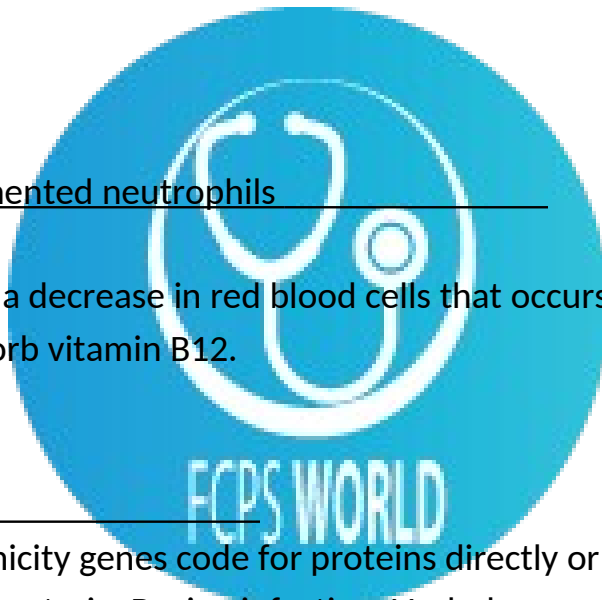 mented neutrophils
a decrease in red blood cells that occurs
orb vitamin B12.
FCPS WORLD
nicity genes code for proteins directly or